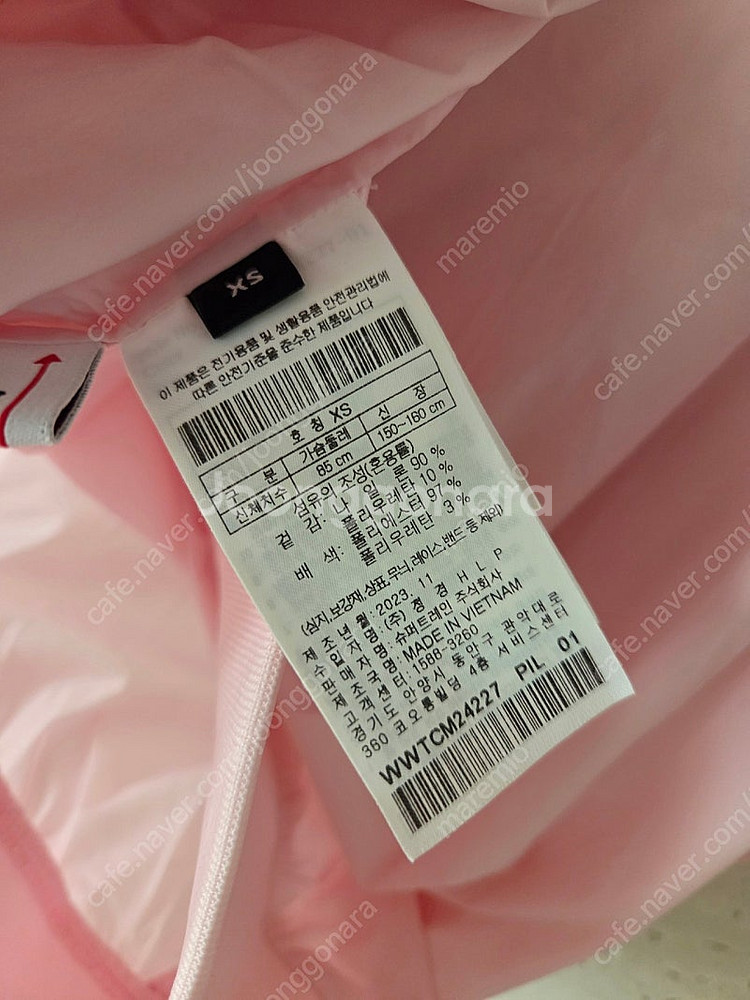 XS
이 제품은 전기용품 및 생활용품 안전관리법에
따른 안전기준을 준수한 제품입니다
호 칭 XS
구 분 가슴둘레 신 장
신체치수 85 cm 150~160 cm
섬유의 조성(혼용률)
겉 감: 나 일 론 90 %
폴리우레탄 10 %
배 색: 폴리에스터 97 %
폴리우레탄 3 %
(심지,보강재,상표,무늬,레이스,밴드 등 제외)
제 조 년 월: 2023. 11
수 입 자 명: (주) 정 경 H L P
판 매 자 명: 슈퍼트레인 주식회사
제 조 국 명: MADE IN VIETNAM
고객센터: 1588-3260
경기도 안양시 동안구 관악대로
360 코오롱빌딩 4층 서비스센터
WWTCM24227 PIL 01
joonggonara
cafe.naver.com/joonggonara
maremio